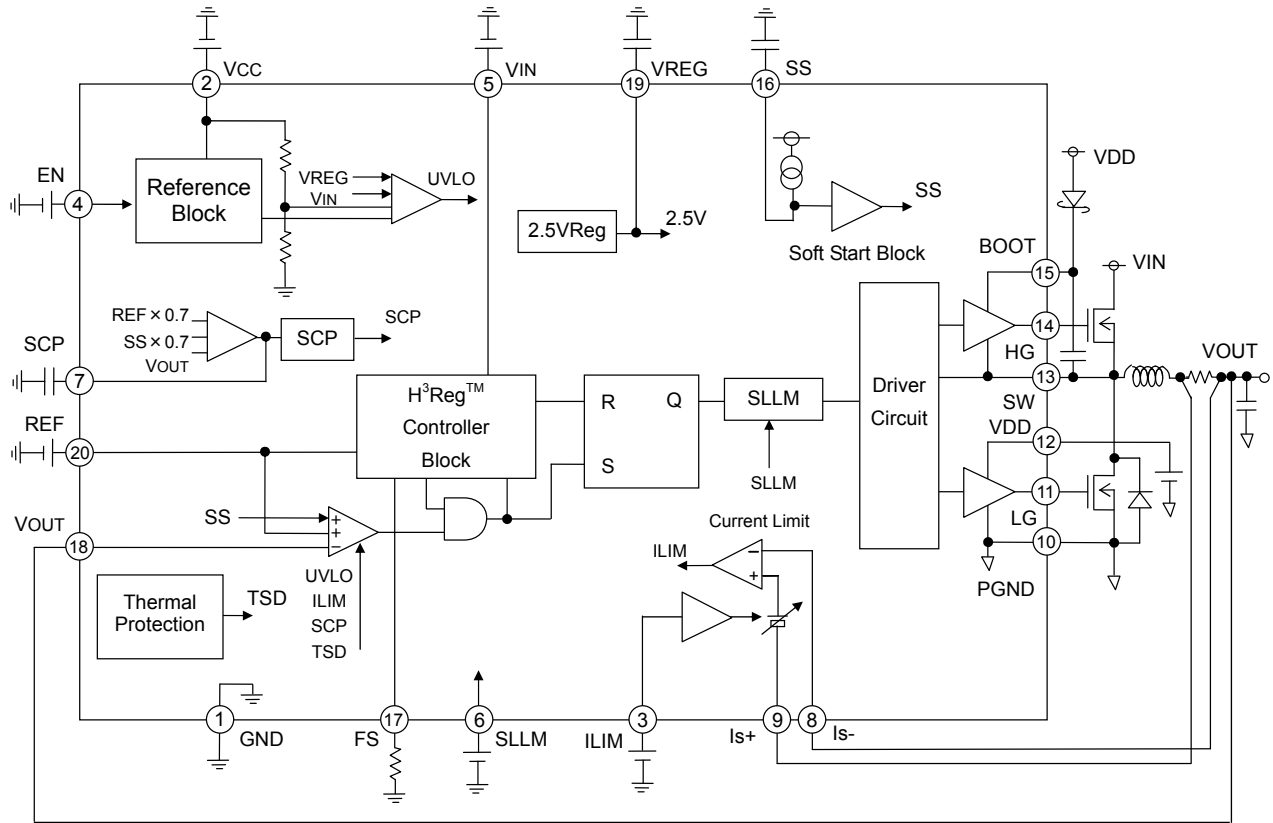 VCC
VIN
VREG
SS
2
5
19
16
EN
4
Reference
Block
VREG
VIN
UVLO
2.5VReg
2.5V
SS
Soft Start Block
VDD
BOOT
15
VIN
REF × 0.7
SS × 0.7
VOUT
SCP
SCP
SCP
7
H³Reg™
Controller
Block
R
S
Q
SLLM
SLLM
Driver
Circuit
14
HG
13
SW
VOUT
VDD
12
11
LG
10
PGND
REF
20
SS
+
+
−
VOUT
18
UVLO
ILIM
SCP
TSD
Thermal
Protection
TSD
Current Limit
ILIM
−
+
1
GND
17
FS
6
SLLM
3
ILIM
9
Is+
8
Is-